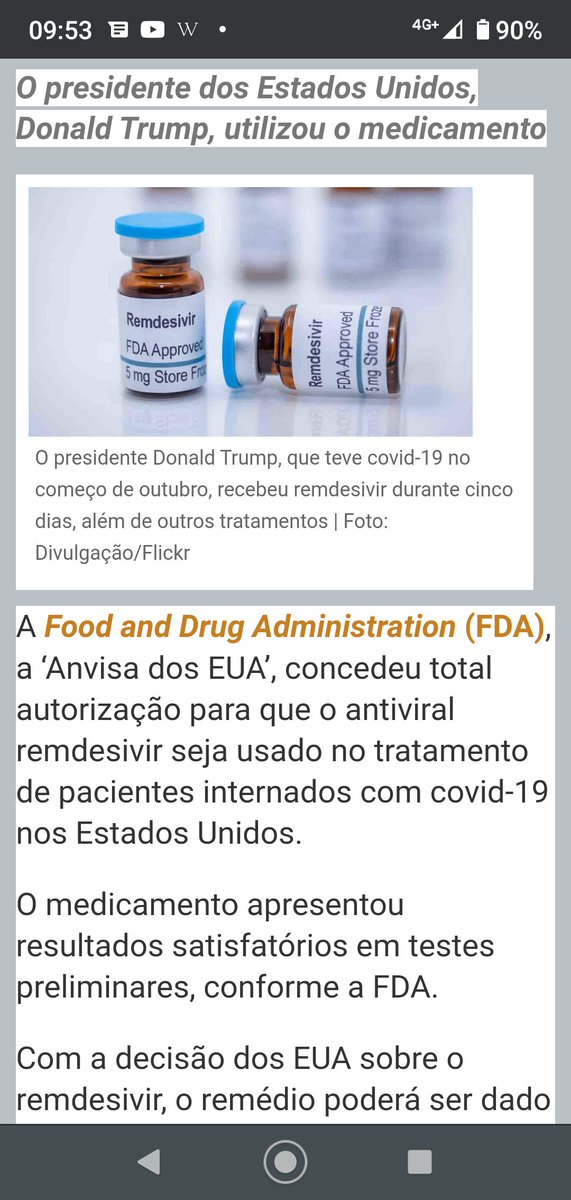 09:53 W 4G+ 90%
O presidente dos Estados Unidos,
Donald Trump, utilizou o medicamento
Remdesivir
FDA Approved
5 mg Store Froz
Remdesivir
FDA Approved
5 mg Store Froze
O presidente Donald Trump, que teve covid-19 no
começo de outubro, recebeu remdesivir durante cinco
dias, além de outros tratamentos | Foto:
Divulgação/Flickr
A Food and Drug Administration (FDA),
a ‘Anvisa dos EUA’, concedeu total
autorização para que o antiviral
remdesivir seja usado no tratamento
de pacientes internados com covid-19
nos Estados Unidos.
O medicamento apresentou
resultados satisfatórios em testes
preliminares, conforme a FDA.
Com a decisão dos EUA sobre o
remdesivir, o remédio poderá ser dado